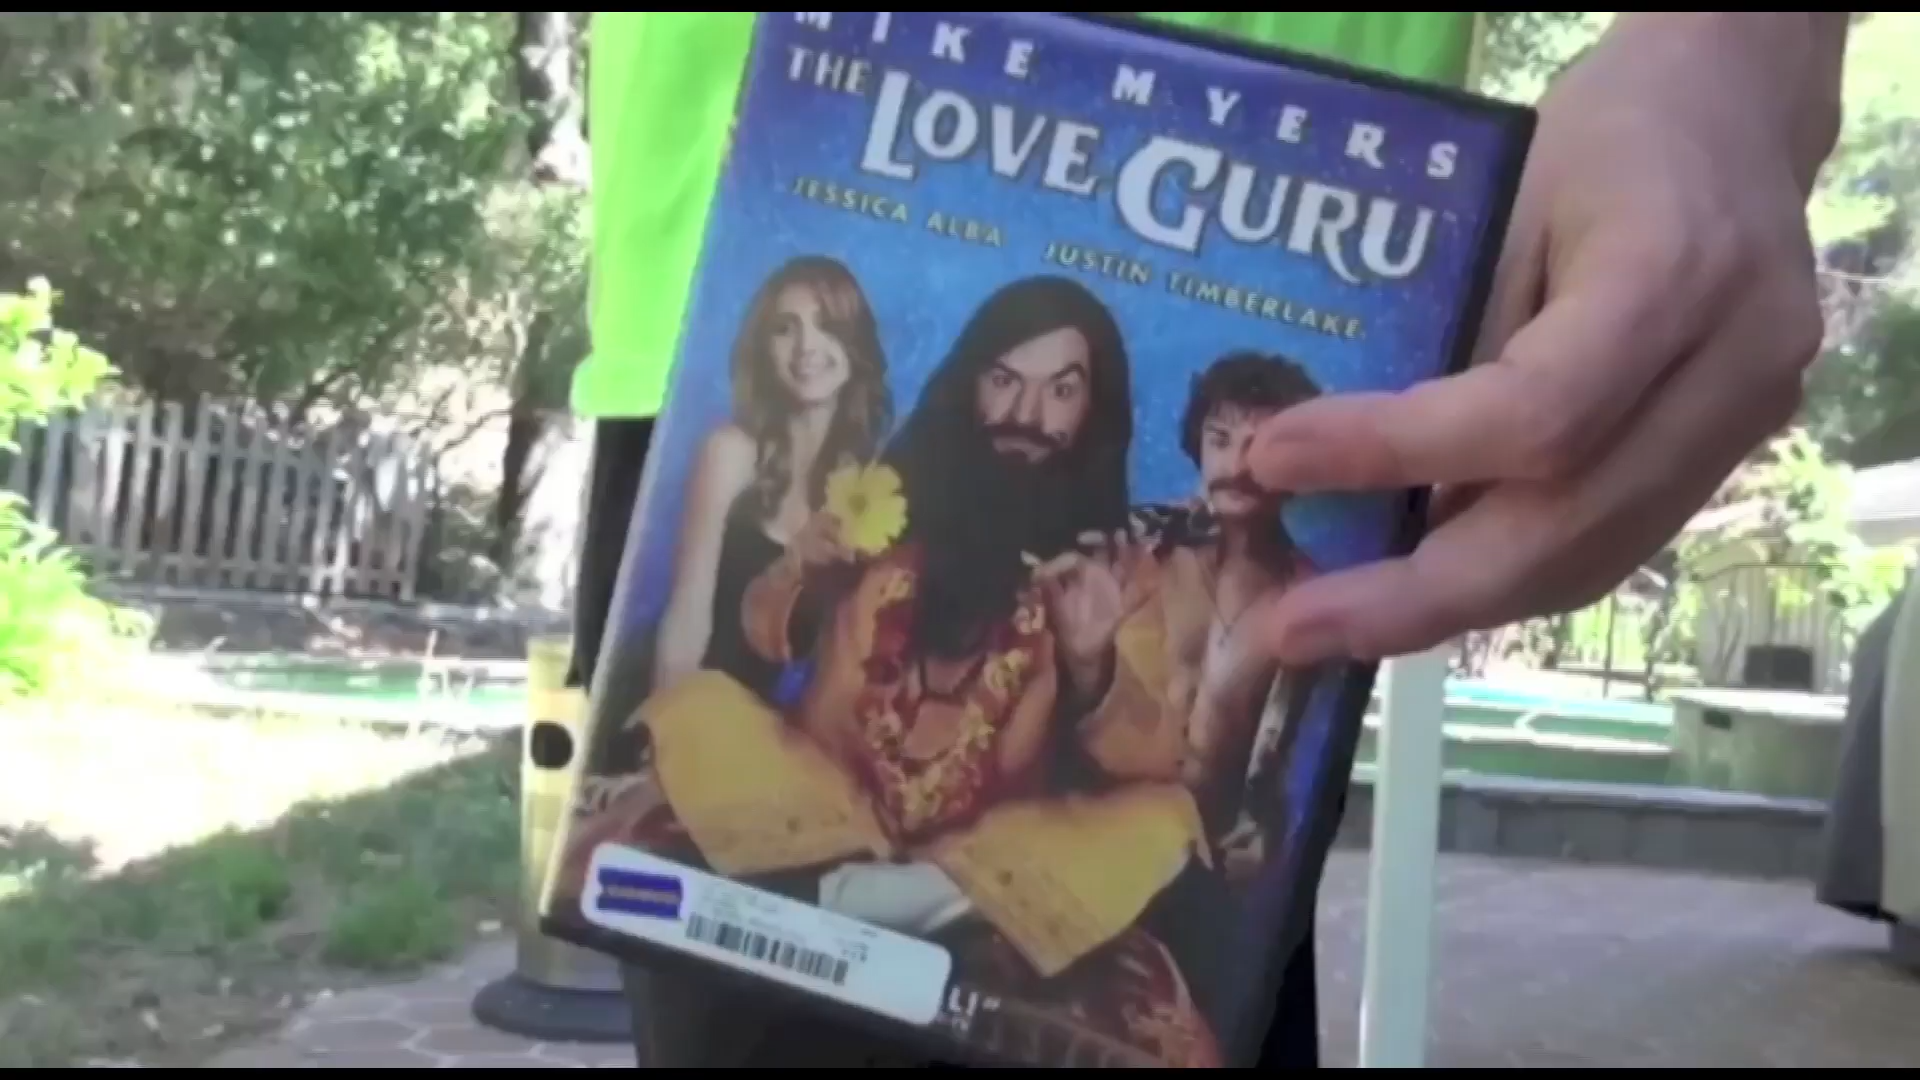 MIKE MYERS
THE LOVE GURU
JESSICA ALBA JUSTIN TIMBERLAKE
L!"